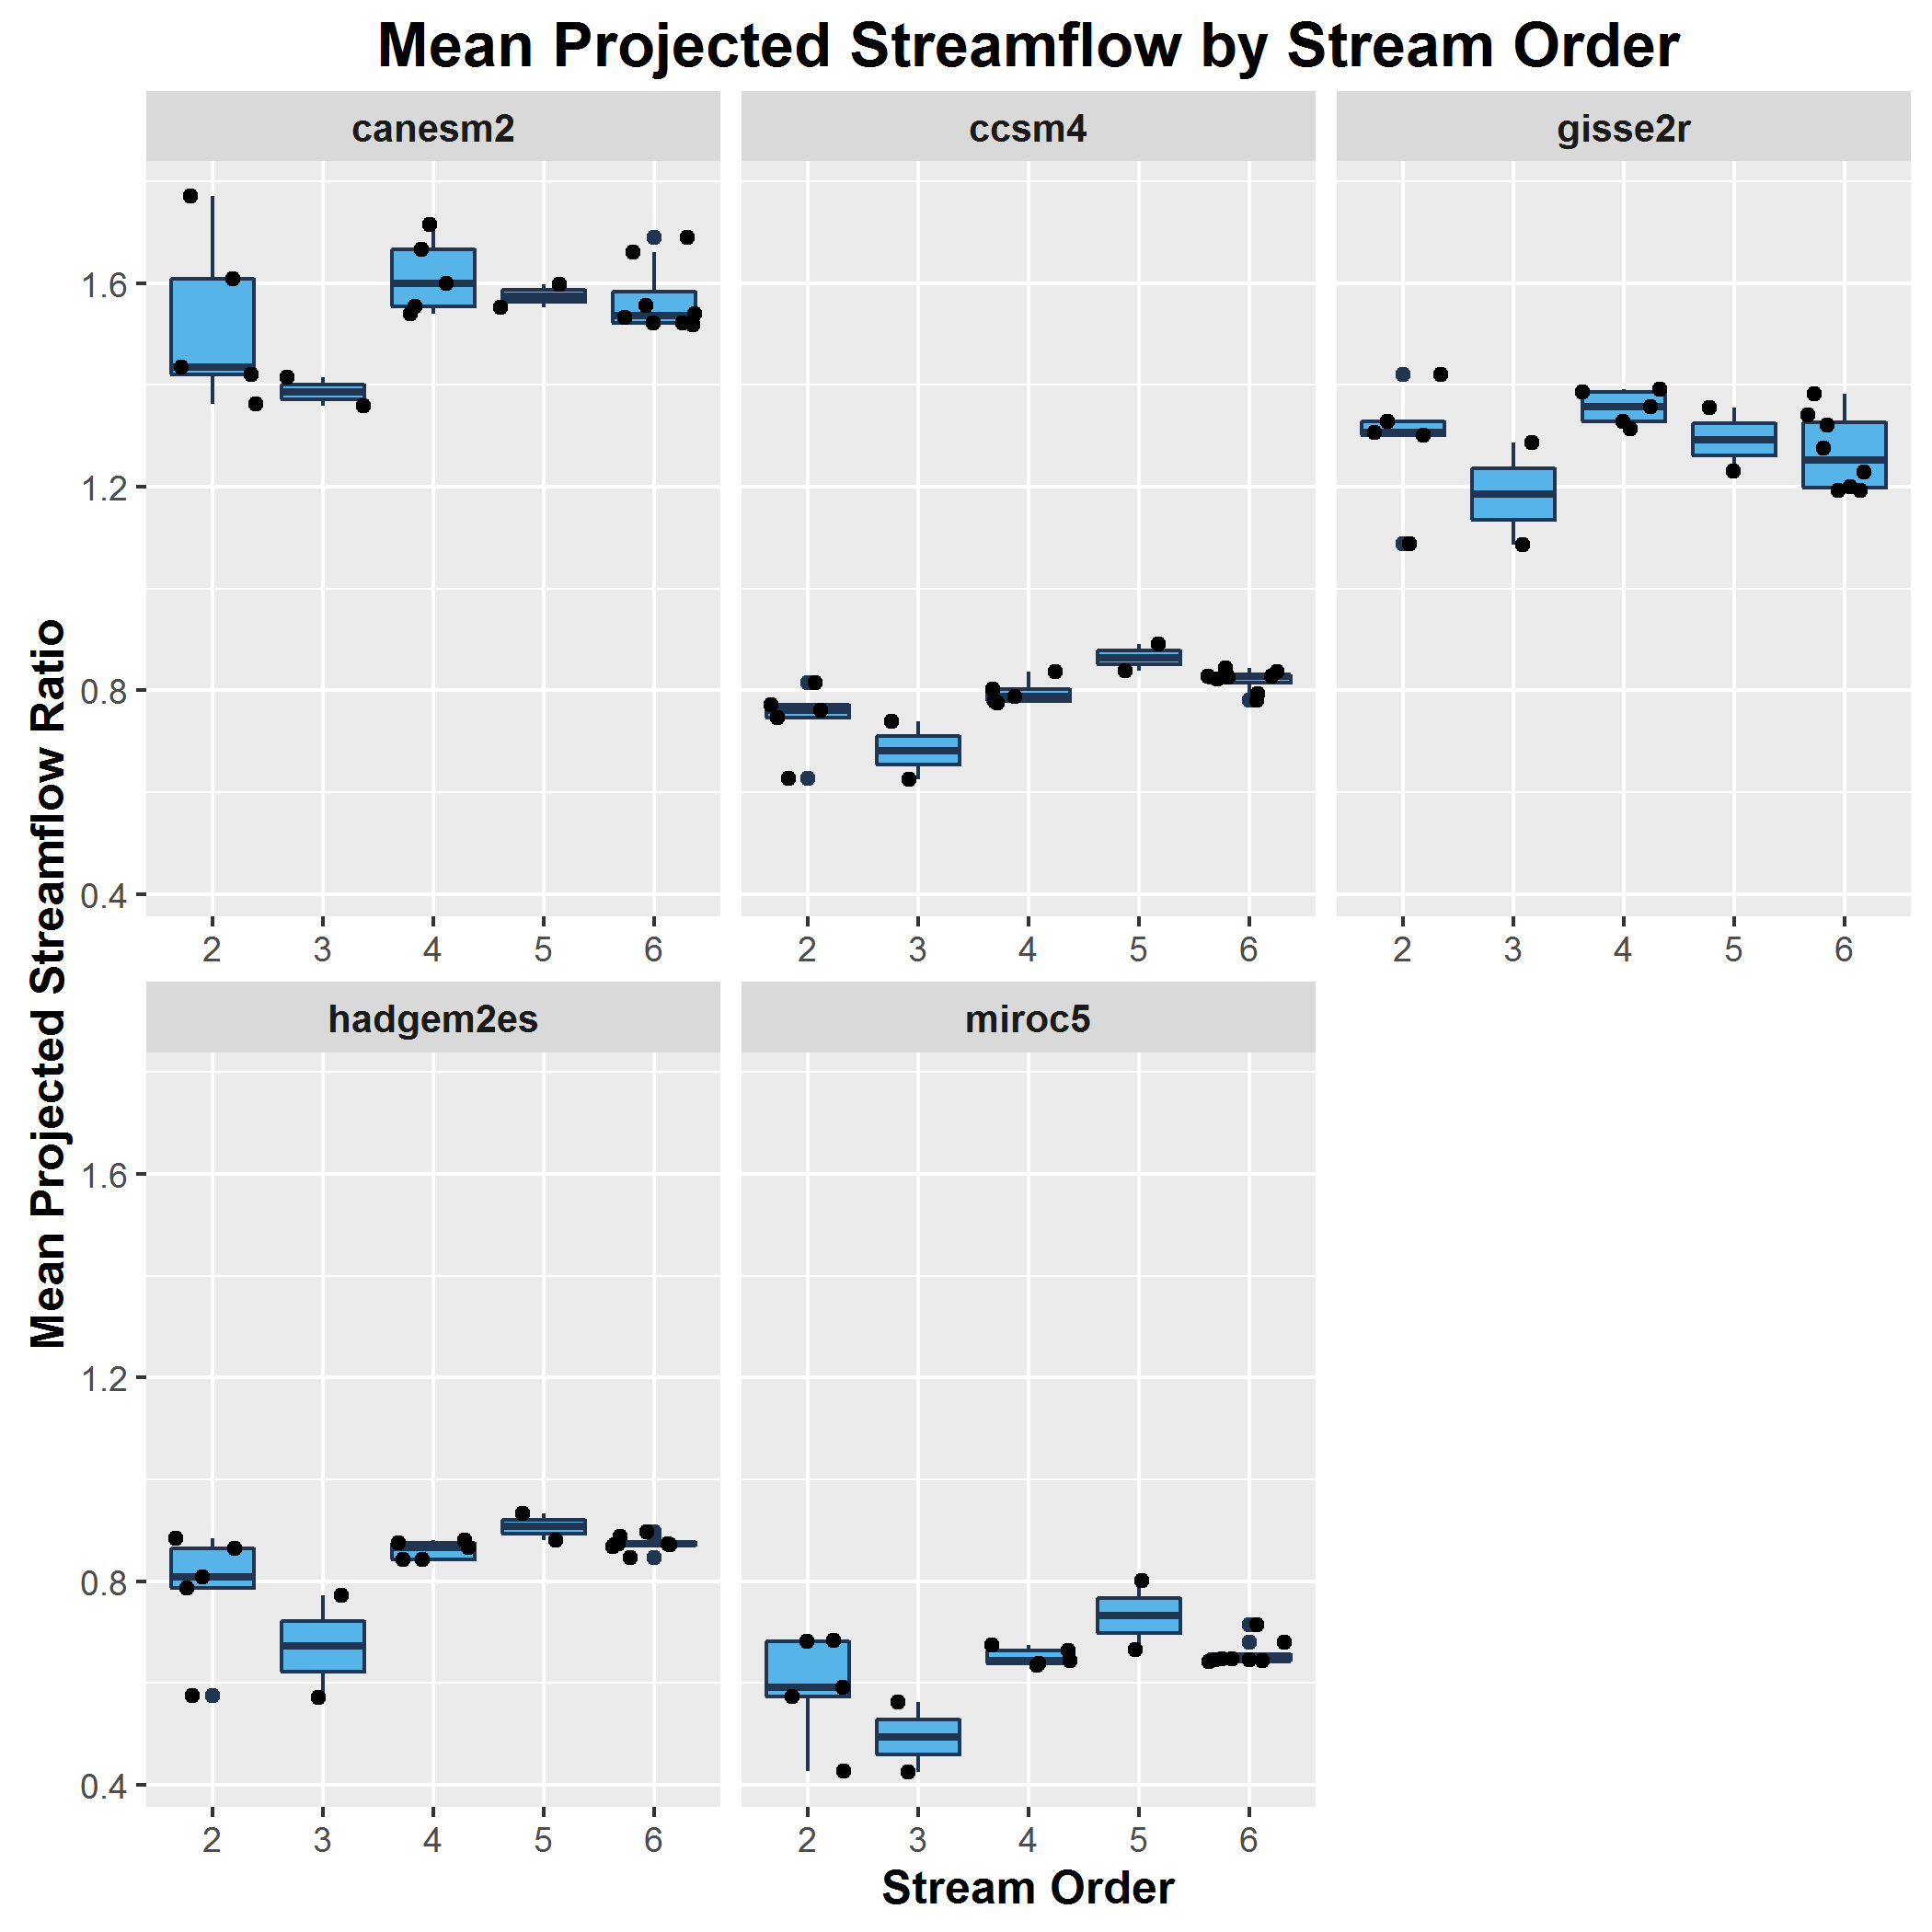 Mean Projected Streamflow by Stream Order
canesm2 ccsm4 gisse2r
1.6
1.2
0.8
0.4
2 3 4 5 6 2 3 4 5 6 2 3 4 5 6
Mean Projected Streamflow Ratio
hadgem2es miroc5
1.6
1.2
0.8
0.4
2 3 4 5 6 2 3 4 5 6
Stream Order